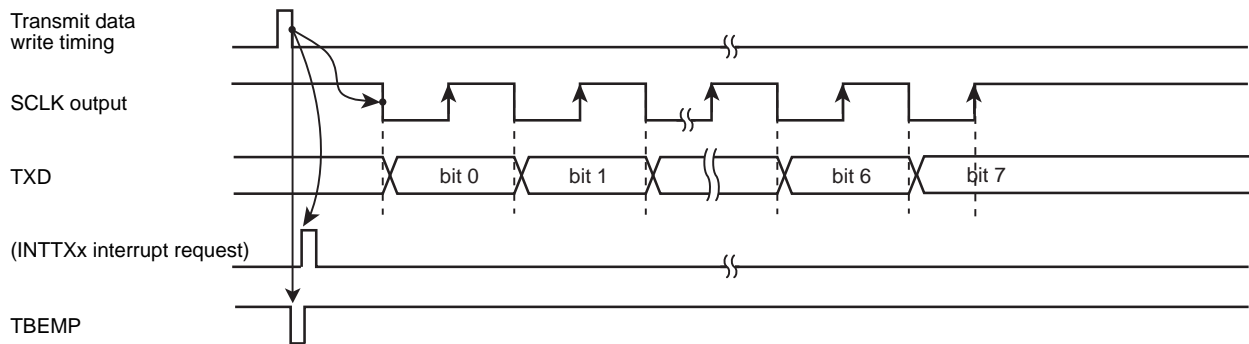 Transmit data
write timing
SCLK output
TXD
bit 0
bit 1
bit 6
bit 7
(INTTXx interrupt request)
TBEMP